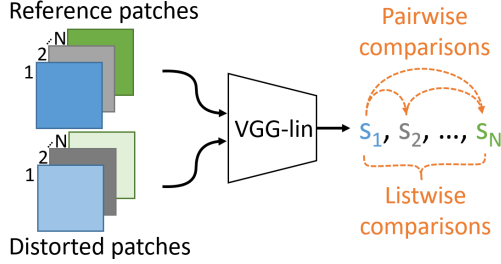 Reference patches
N
2
1
N
2
1
Distorted patches
VGG-lin
Pairwise
comparisons
s1, s2, ..., sN
Listwise
comparisons